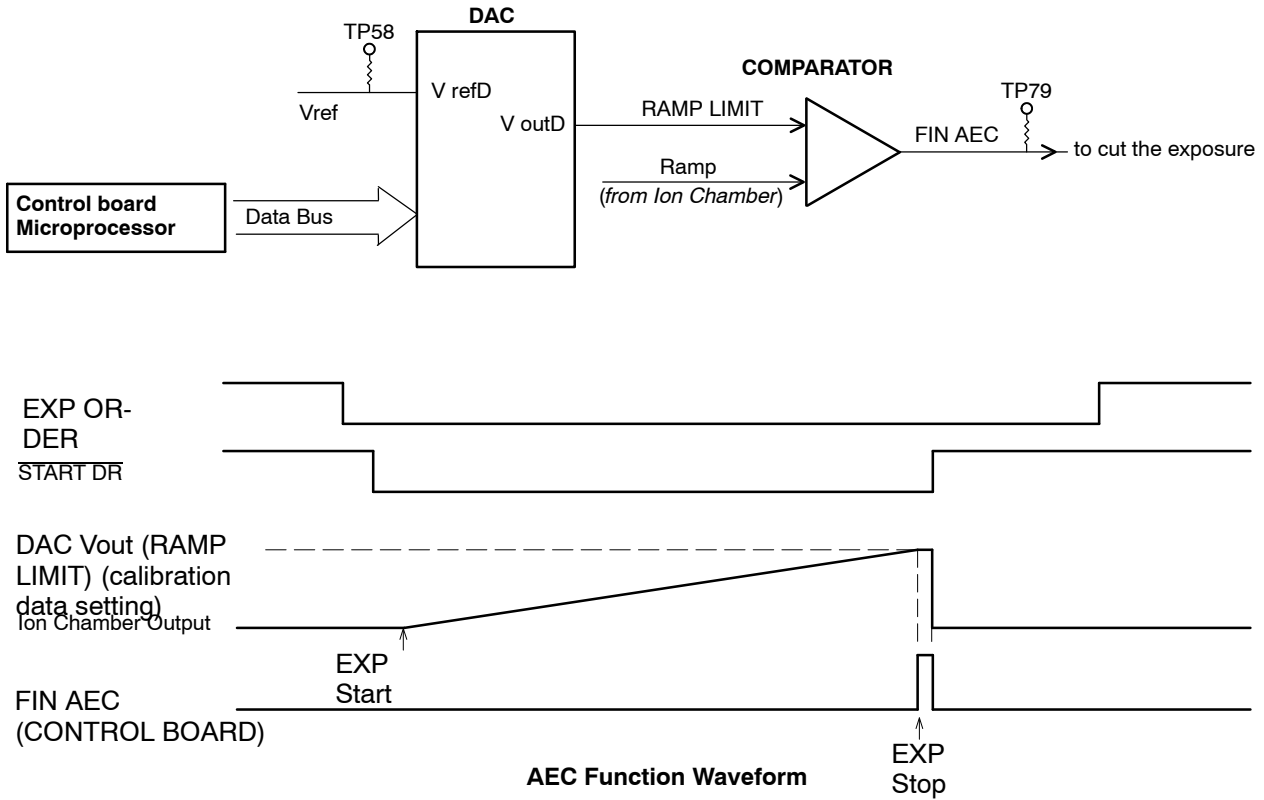 DAC
TP58
V refD
Vref
V outD
COMPARATOR
RAMP LIMIT
TP79
FIN AEC
to cut the exposure
Ramp
(from Ion Chamber)
Control board
Microprocessor
Data Bus
EXP OR-
DER
START DR
DAC Vout (RAMP
LIMIT) (calibration
data setting)
Ion Chamber Output
EXP
Start
FIN AEC
(CONTROL BOARD)
EXP
Stop
AEC Function Waveform